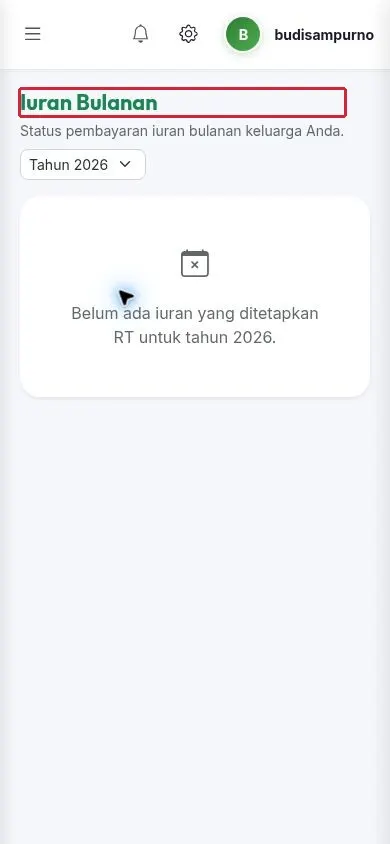 B
budisampurno
Iuran Bulanan
Status pembayaran iuran bulanan keluarga Anda.
Tahun 2026
Belum ada iuran yang ditetapkan
RT untuk tahun 2026.